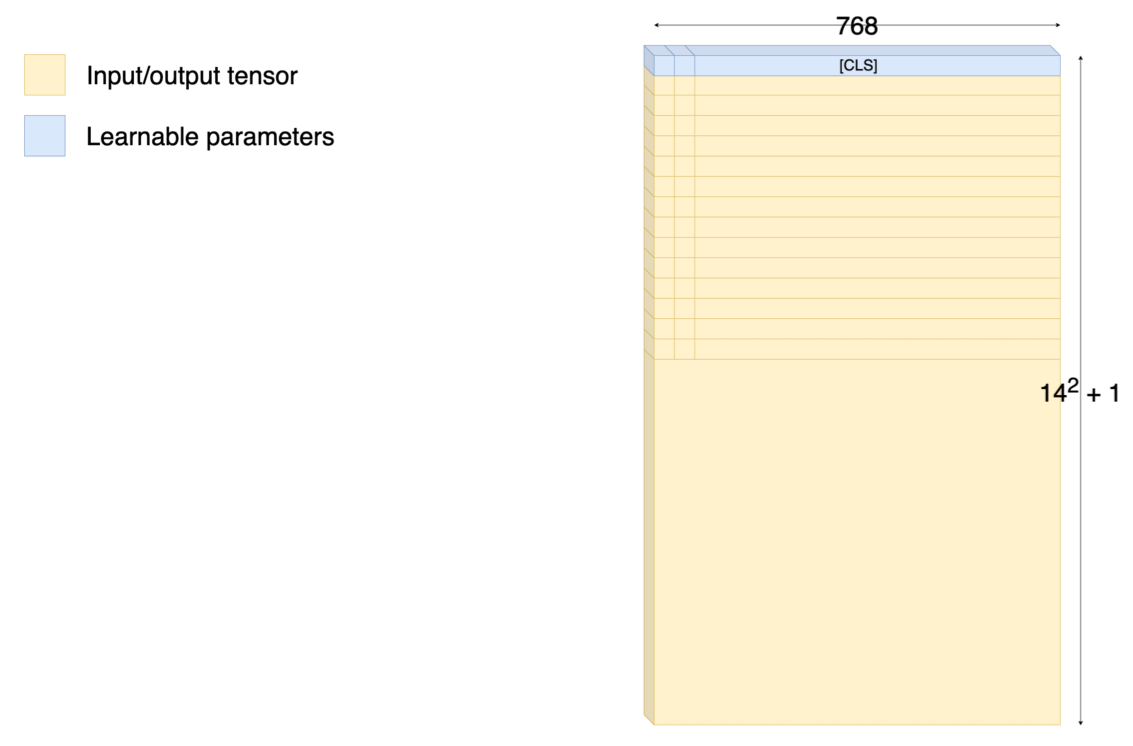 768
Input/output tensor
[CLS]
Learnable parameters
14² + 1